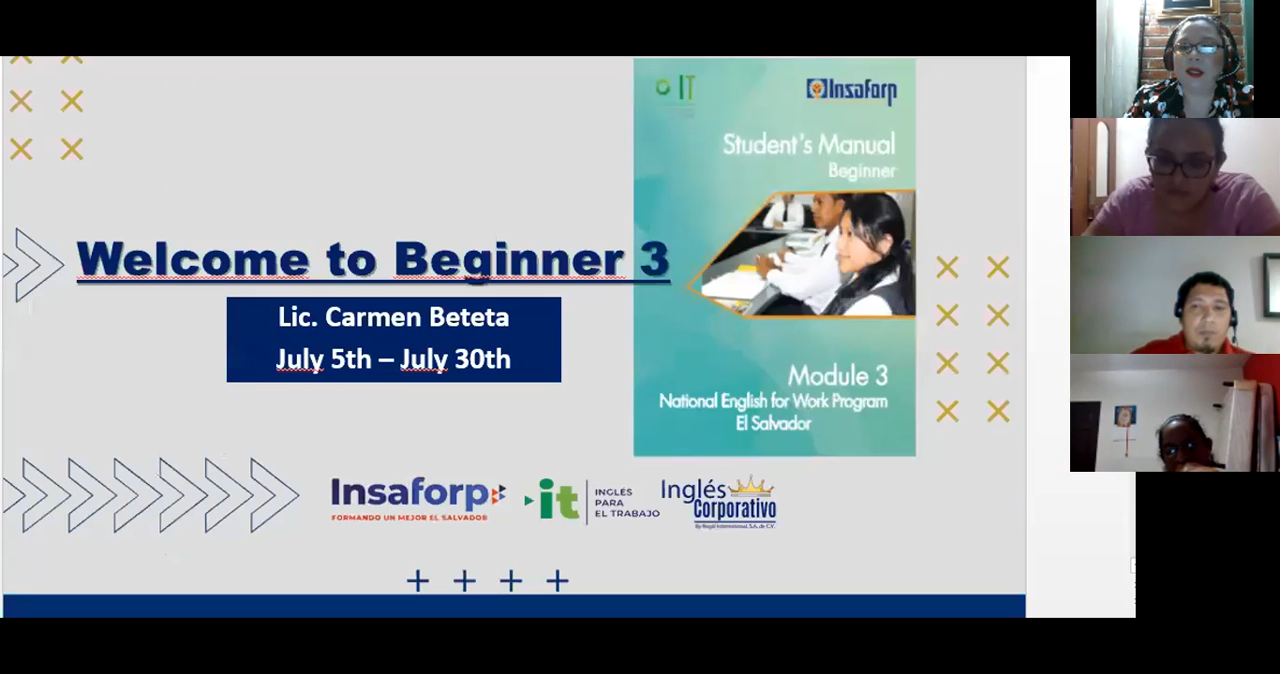 IT
Insaforp
Student's Manual
Beginner
Welcome to Beginner 3
Lic. Carmen Beteta
July 5th – July 30th
Module 3
National English for Work Program
El Salvador
Insaforp
FORMANDO UN MEJOR EL SALVADOR
it
INGLÉS
PARA
EL TRABAJO
Inglés
Corporativo